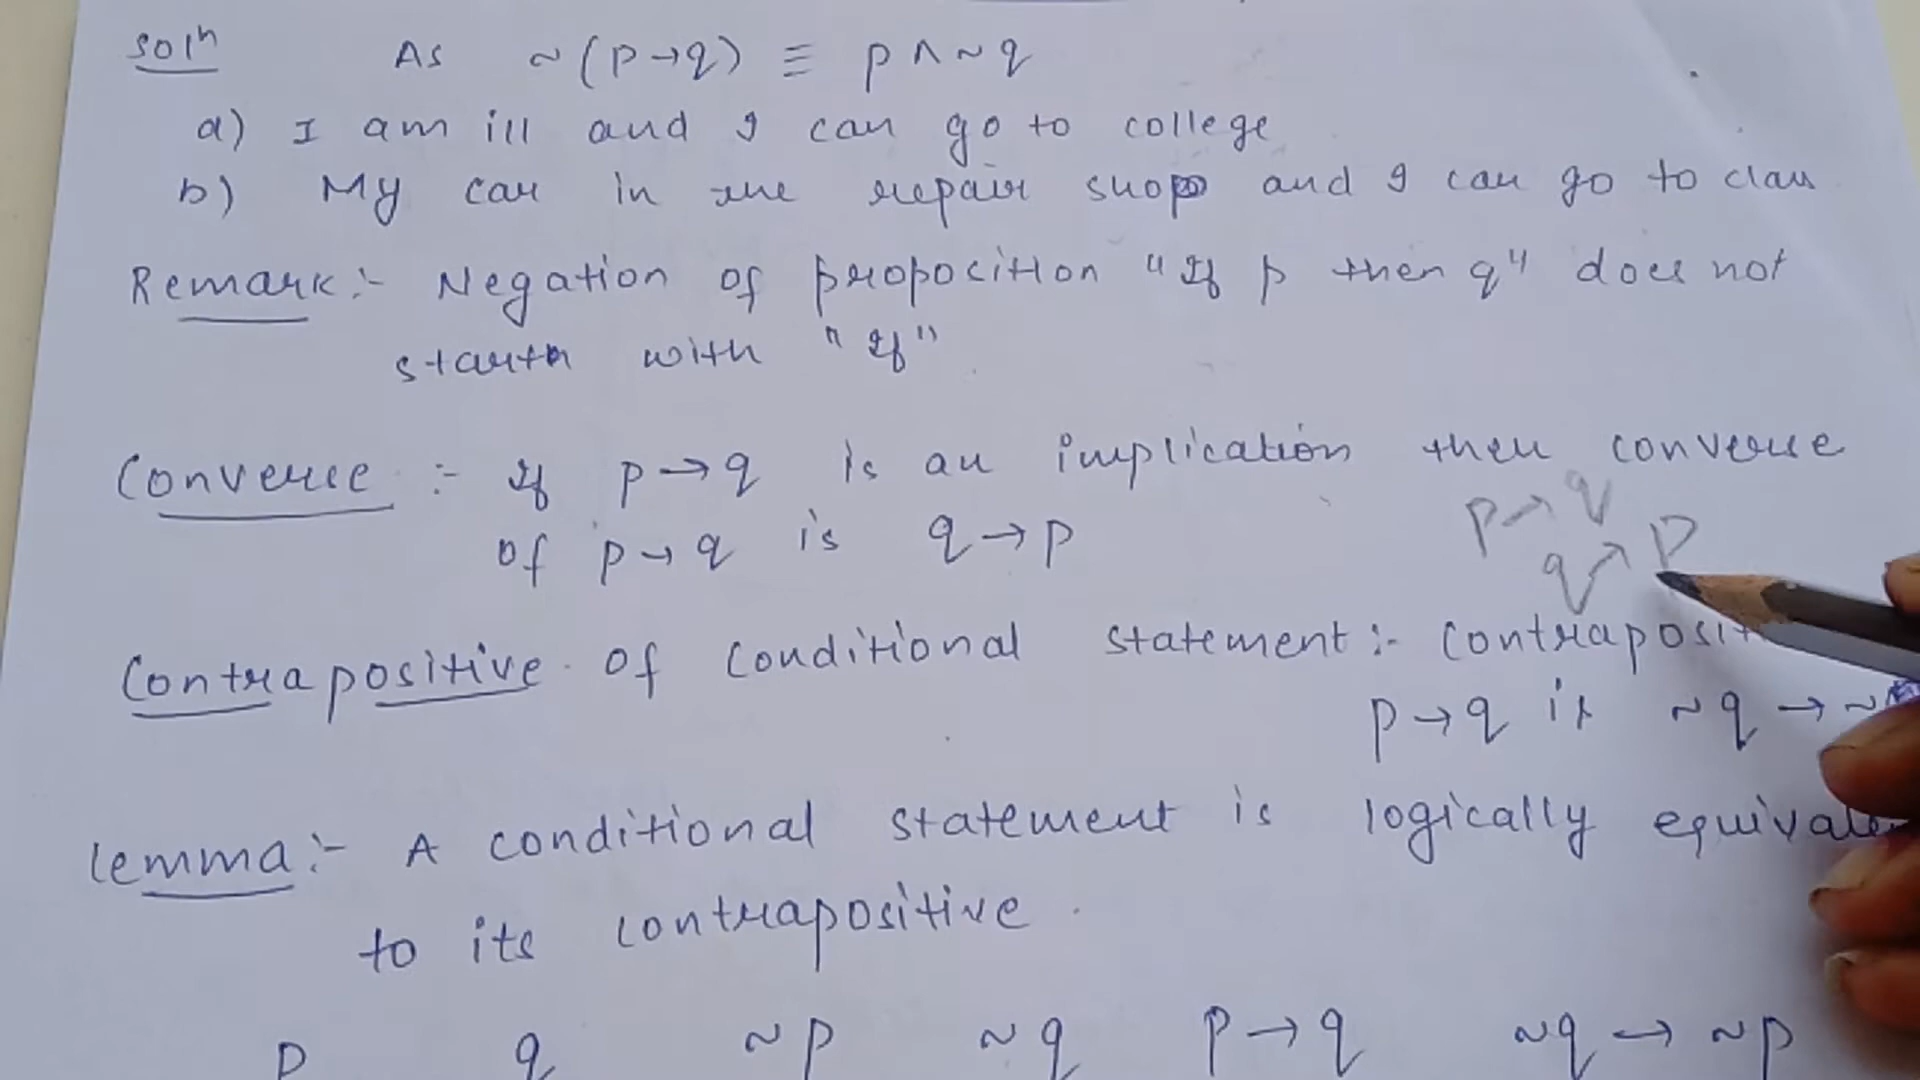 Soln As ~(p→q) ≡ p∧~q
a) I am ill and I can go to college
b) My car in the repair shop and I can go to class
Remark:- Negation of proposition "If p then q" does not
start with "If"
Converse :- If p→q is an implication then converse
of p→q is q→p
p→q
q→p
Contrapositive of conditional statement:- Contraposit
p→q is ~q→~
Lemma:- A conditional statement is logically equivale
to its contrapositive.
p q ~p ~q p→q ~q→~p